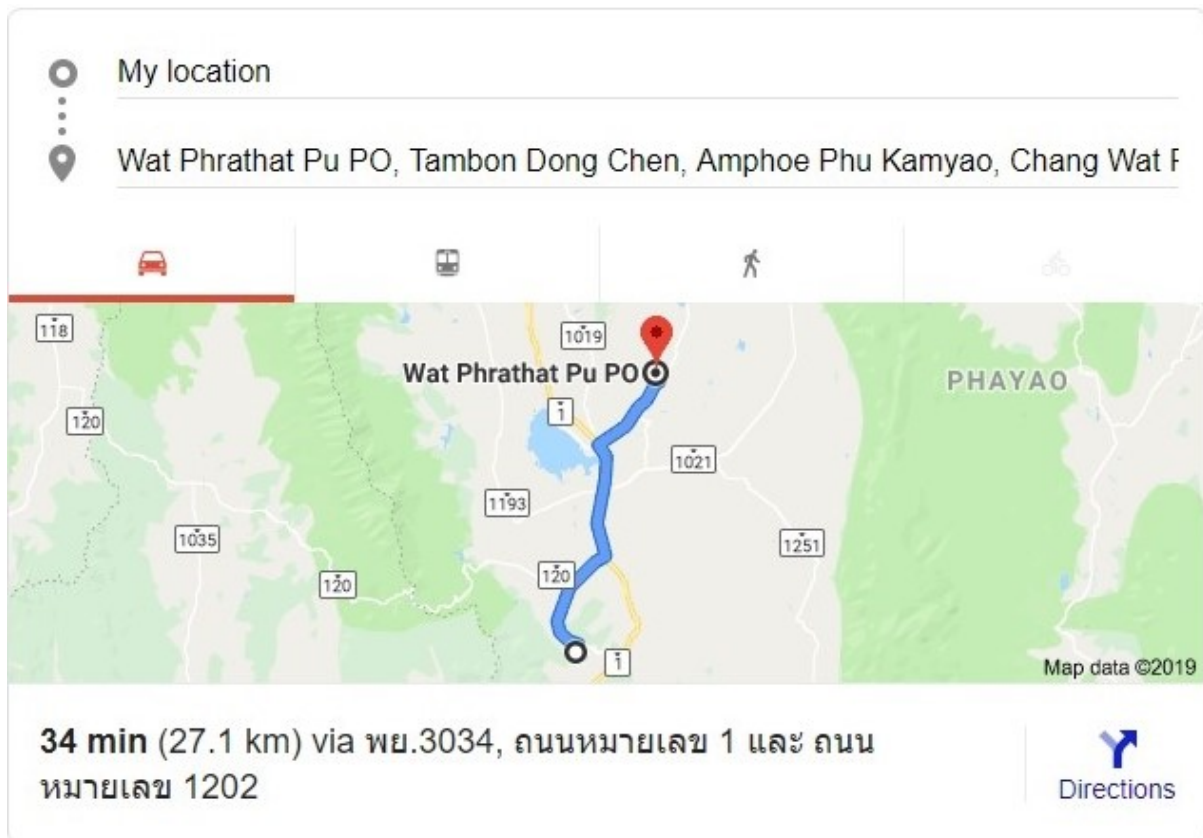 My location
Wat Phrathat Pu PO, Tambon Dong Chen, Amphoe Phu Kamyao, Chang Wat
118
1019
Wat Phrathat Pu PO
PHAYAO
1
120
1021
1193
1035
1251
120
120
1
Map data ©2019
34 min (27.1 km) via พย.3034, ถนนหมายเลข 1 และ ถนน
หมายเลข 1202
Directions